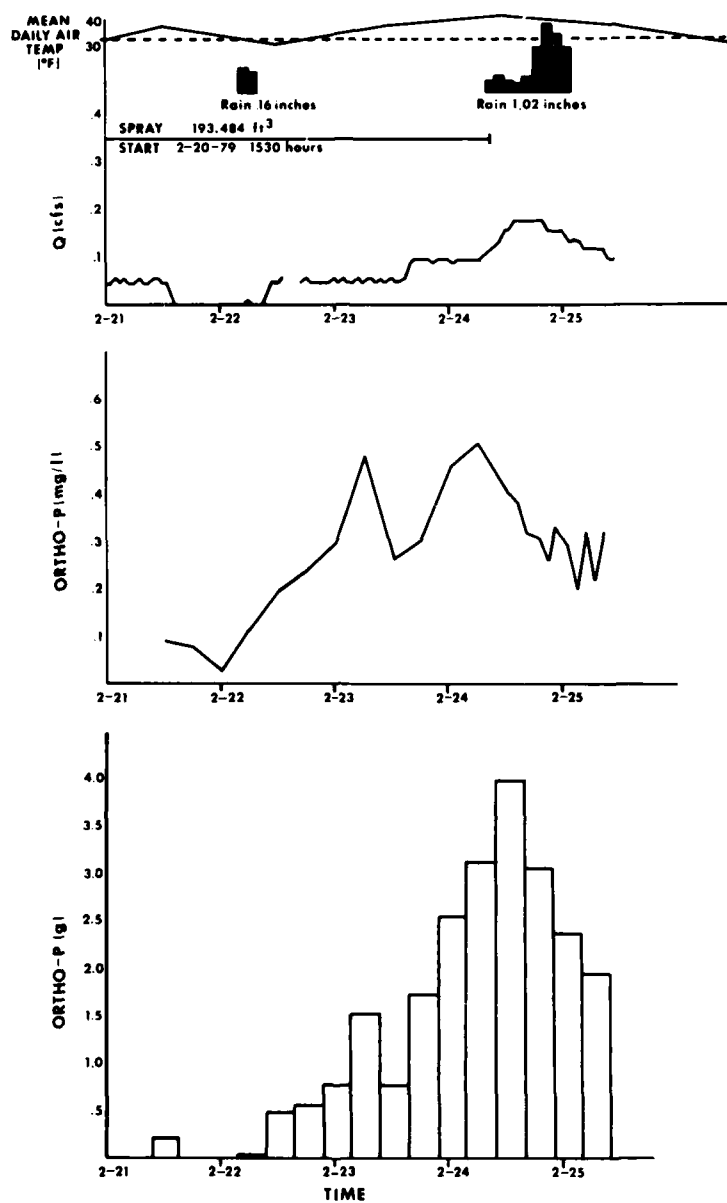 MEAN
DAILY AIR
TEMP
(°F)
40
30
Rain .16 inches
Rain 1.02 inches
SPRAY 193.484 ft3
START 2-20-79 1530 hours
Q (cfs)
.4
.3
.2
.1
2-21 2-22 2-23 2-24 2-25
ORTHO-P (mg/l)
.6
.5
.4
.3
.2
.1
2-21 2-22 2-23 2-24 2-25
ORTHO-P (g)
4.0
3.5
3.0
2.5
2.0
1.5
1.0
.5
2-21 2-22 2-23 2-24 2-25
TIME